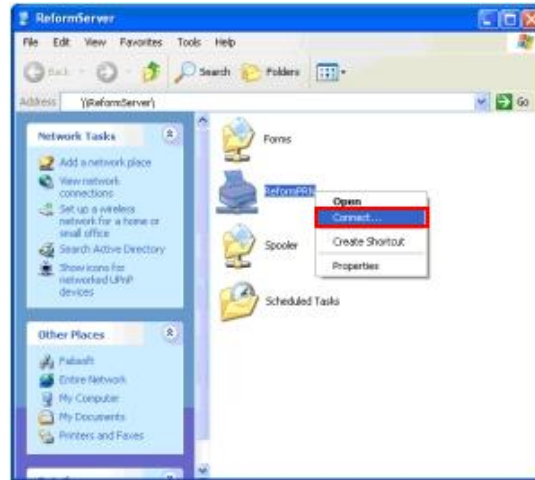 ReformServer
File Edit View Favorites Tools Help
Back Search Folders
Address \\ReformServer\ Go
Network Tasks
Add a network place
View network
connections
Set up a wireless
network for a home or
small office
Search Active Directory
Show icons for
networked UPnP
devices
Other Places
Entire Network
My Computer
My Documents
Printers and Faxes
Forms
ReformPRN
Open
Connect...
Create Shortcut
Properties
Spooler
Scheduled Tasks